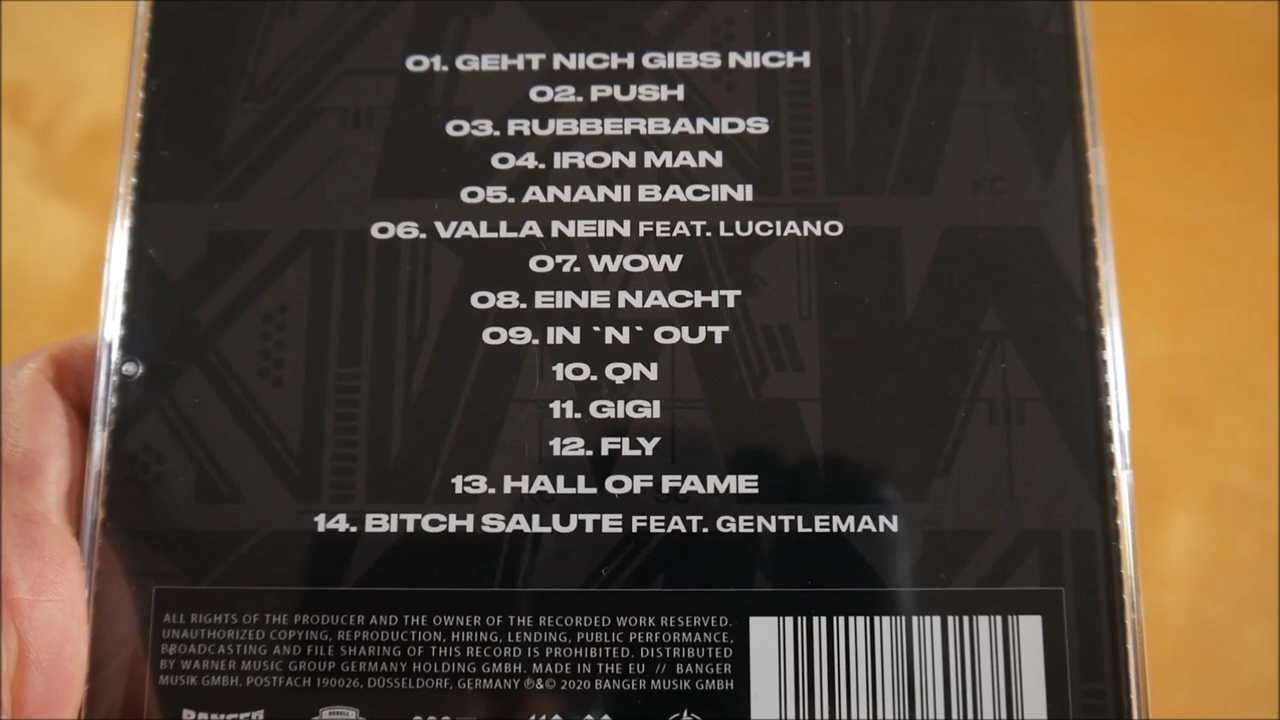 01. GEHT NICH GIBS NICH
02. PUSH
03. RUBBERBANDS
04. IRON MAN
05. ANANI BACINI
06. VALLA NEIN FEAT. LUCIANO
07. WOW
08. EINE NACHT
09. IN `N` OUT
10. QN
11. GIGI
12. FLY
13. HALL OF FAME
14. BITCH SALUTE FEAT. GENTLEMAN
ALL RIGHTS OF THE PRODUCER AND THE OWNER OF THE RECORDED WORK RESERVED.
UNAUTHORIZED COPYING, REPRODUCTION, HIRING, LENDING, PUBLIC PERFORMANCE,
BROADCASTING AND FILE SHARING OF THIS RECORD IS PROHIBITED. DISTRIBUTED
BY WARNER MUSIC GROUP GERMANY HOLDING GMBH. MADE IN THE EU // BANGER
MUSIK GMBH, POSTFACH 190026, DÜSSELDORF, GERMANY ℗&© 2020 BANGER MUSIK GMBH
BANGER